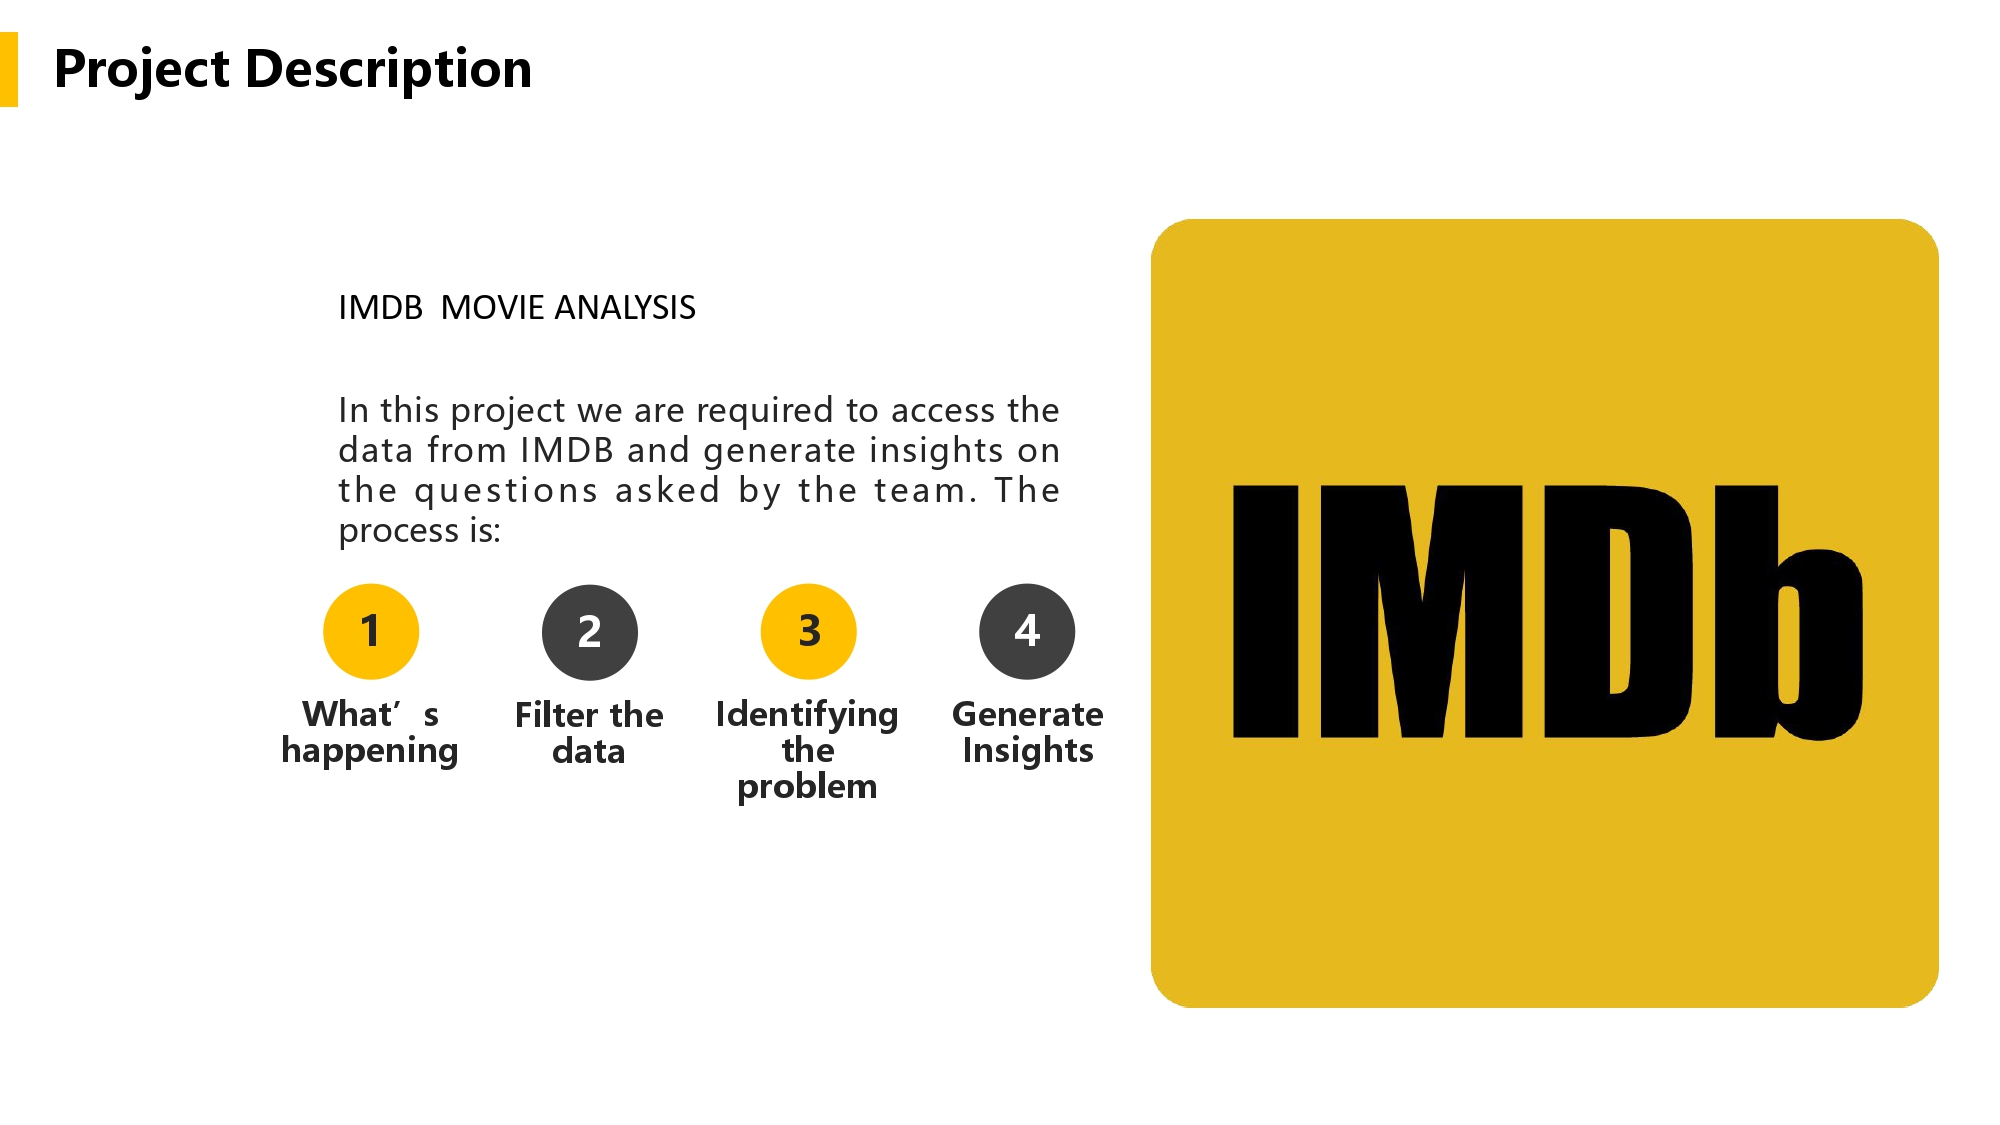 Project Description
IMDB  MOVIE ANALYSIS
In this project we are required to access the
data from IMDB and generate insights on
the questions asked by the team. The
process is:
1
What’ s
happening
2
Filter the
data
3
Identifying
the
problem
4
Generate
Insights
IMDb